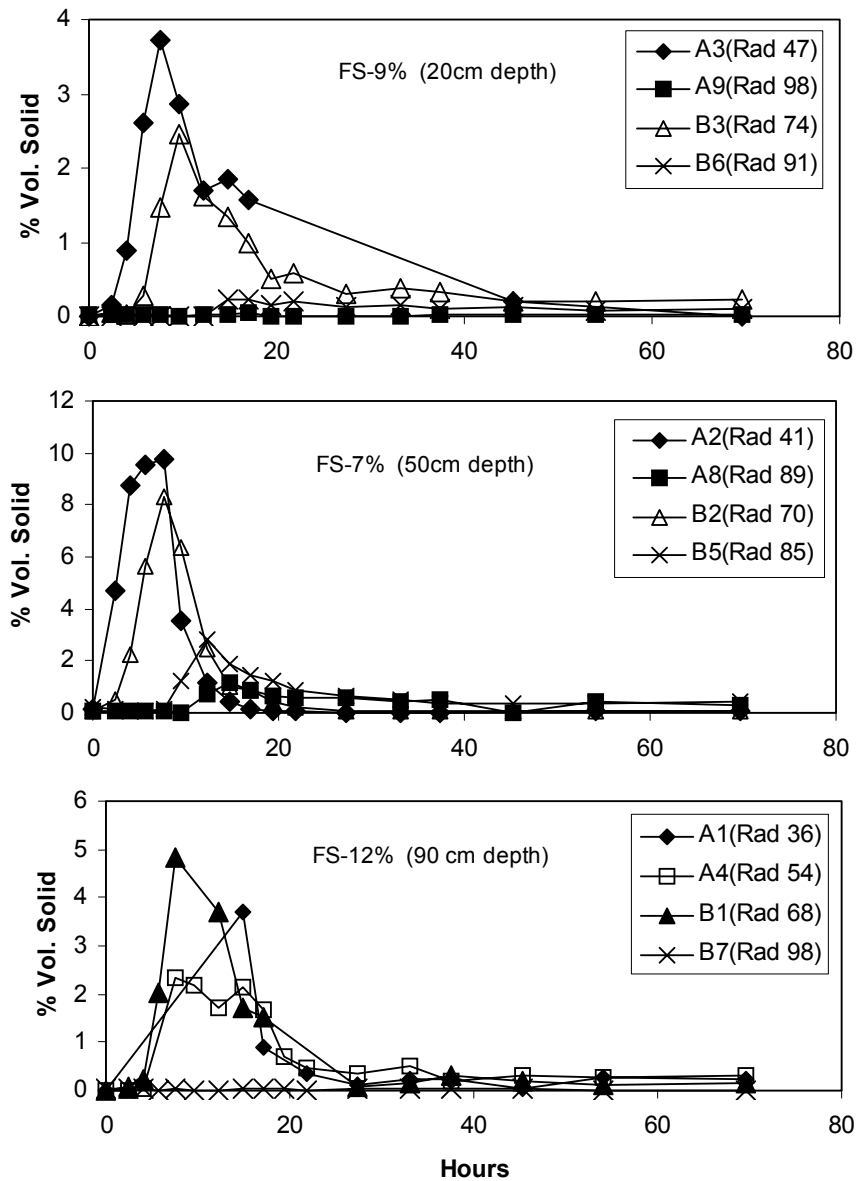 4
3
2
1
0
% Vol. Solid
FS-9% (20cm depth)
A3(Rad 47)
A9(Rad 98)
B3(Rad 74)
B6(Rad 91)
0 20 40 60 80
12
10
8
6
4
2
0
% Vol. Solid
FS-7% (50cm depth)
A2(Rad 41)
A8(Rad 89)
B2(Rad 70)
B5(Rad 85)
0 20 40 60 80
6
5
4
3
2
1
0
% Vol. Solid
FS-12% (90 cm depth)
A1(Rad 36)
A4(Rad 54)
B1(Rad 68)
B7(Rad 98)
0 20 40 60 80
Hours